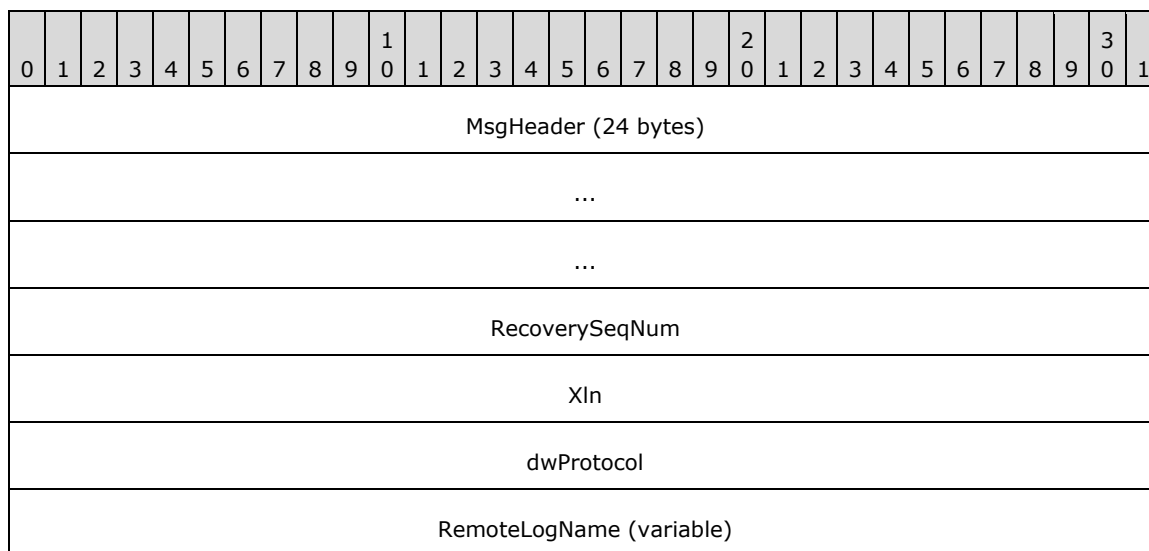 1 2 3
0 1 2 3 4 5 6 7 8 9 0 1 2 3 4 5 6 7 8 9 0 1 2 3 4 5 6 7 8 9 0 1
MsgHeader (24 bytes)
...
...
RecoverySeqNum
Xln
dwProtocol
RemoteLogName (variable)